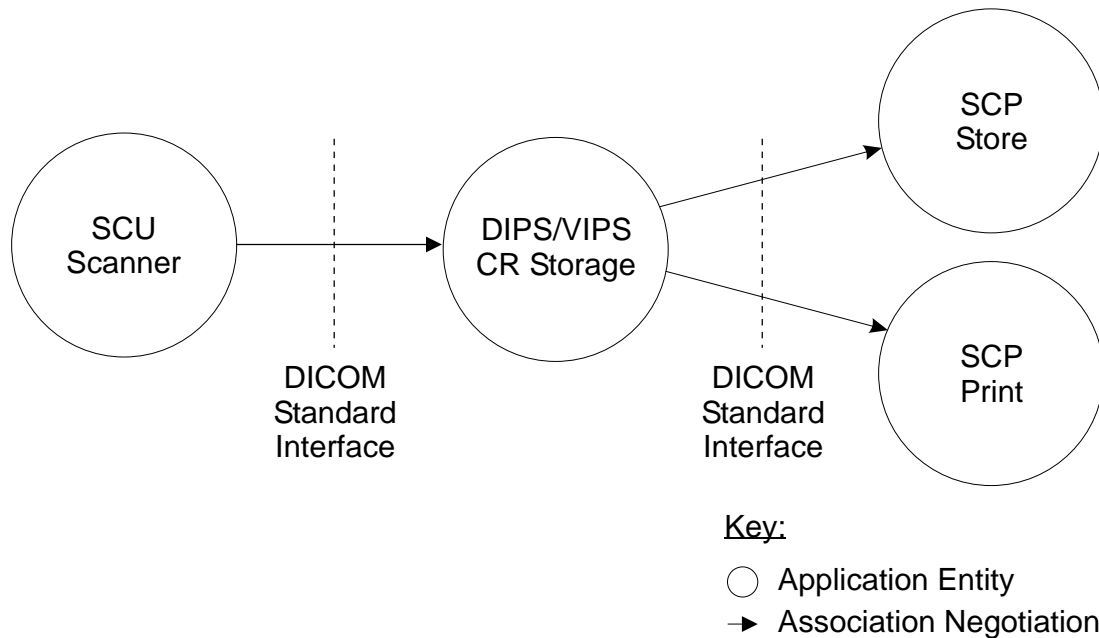 SCU
Scanner
DIPS/VIPS
CR Storage
SCP
Store
SCP
Print
DICOM
Standard
Interface
DICOM
Standard
Interface
Key:
Application Entity
Association Negotiation